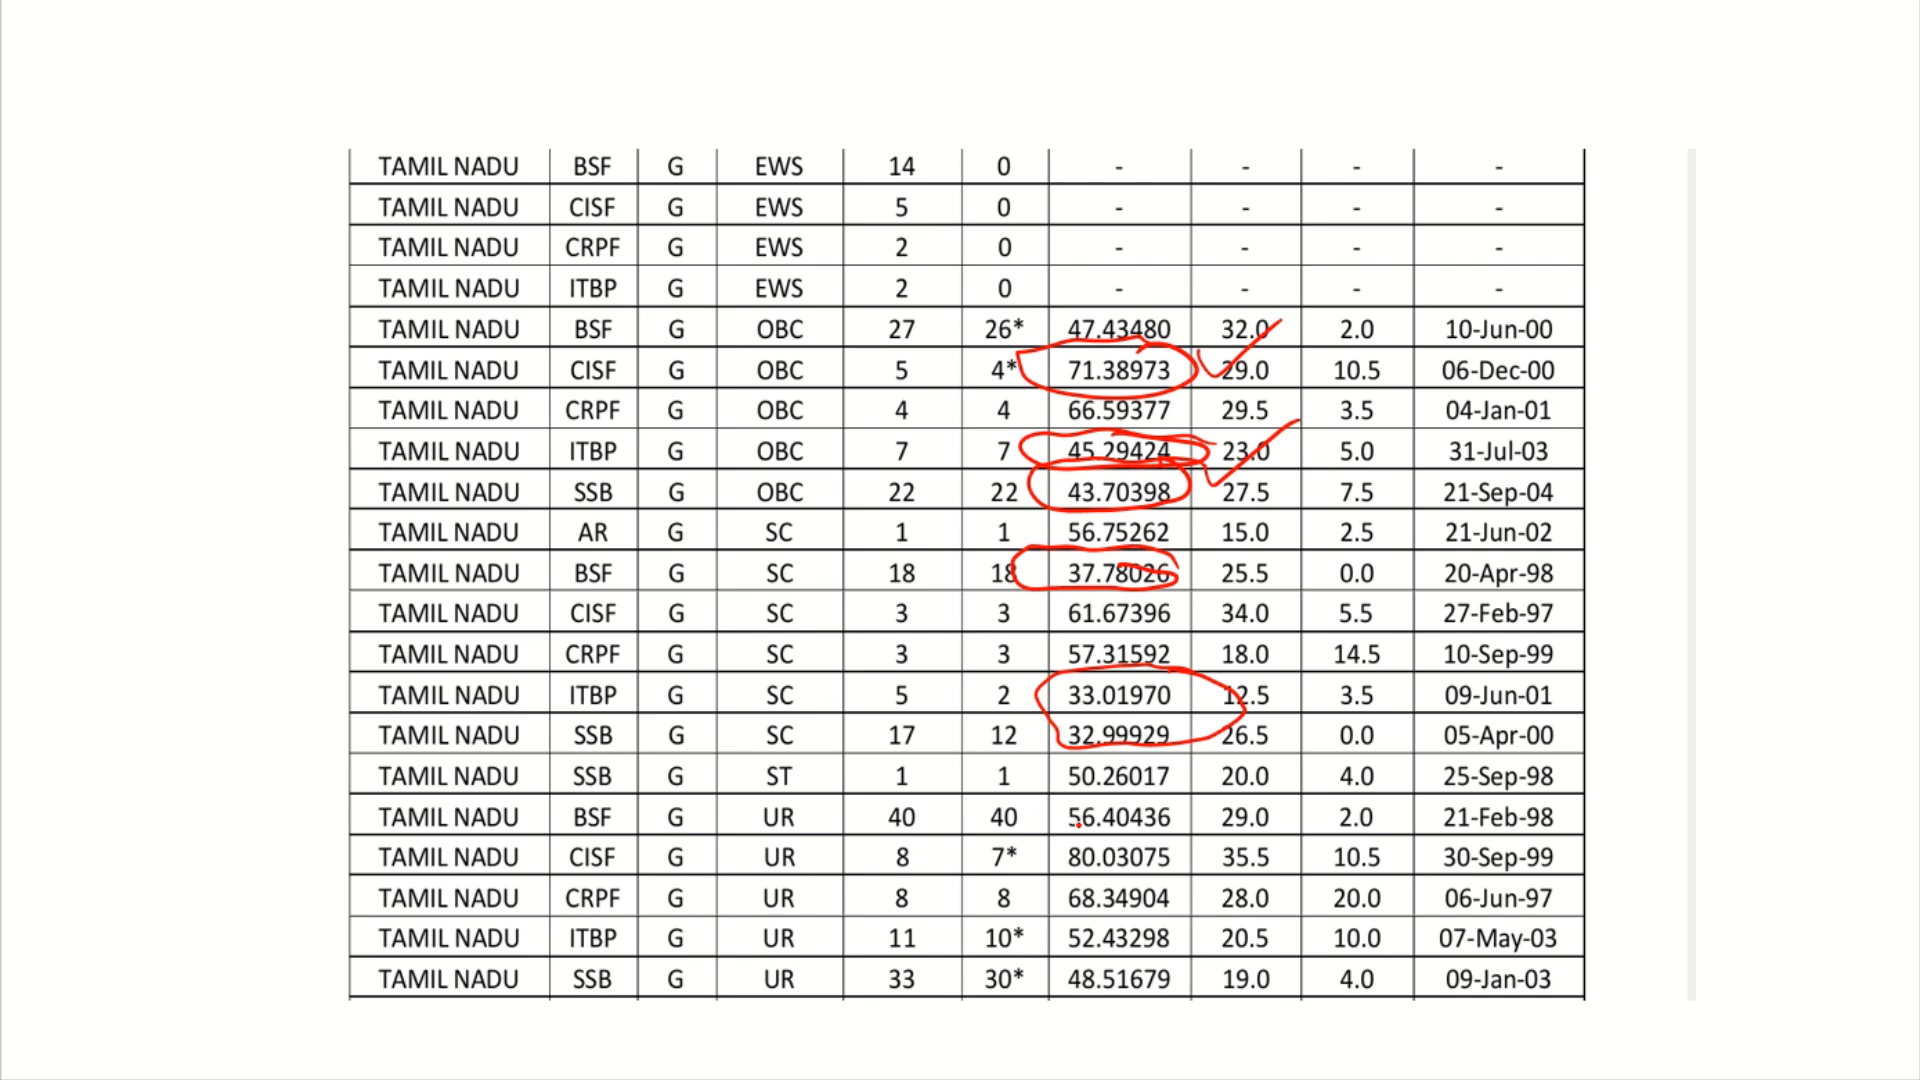 TAMIL NADU BSF G EWS 14 0 - - - -
TAMIL NADU CISF G EWS 5 0 - - - -
TAMIL NADU CRPF G EWS 2 0 - - - -
TAMIL NADU ITBP G EWS 2 0 - - - -
TAMIL NADU BSF G OBC 27 26* 47.43480 32.0 2.0 10-Jun-00
TAMIL NADU CISF G OBC 5 4* 71.38973 29.0 10.5 06-Dec-00
TAMIL NADU CRPF G OBC 4 4 66.59377 29.5 3.5 04-Jan-01
TAMIL NADU ITBP G OBC 7 7 45.29424 23.0 5.0 31-Jul-03
TAMIL NADU SSB G OBC 22 22 43.70398 27.5 7.5 21-Sep-04
TAMIL NADU AR G SC 1 1 56.75262 15.0 2.5 21-Jun-02
TAMIL NADU BSF G SC 18 18 37.78026 25.5 0.0 20-Apr-98
TAMIL NADU CISF G SC 3 3 61.67396 34.0 5.5 27-Feb-97
TAMIL NADU CRPF G SC 3 3 57.31592 18.0 14.5 10-Sep-99
TAMIL NADU ITBP G SC 5 2 33.01970 12.5 3.5 09-Jun-01
TAMIL NADU SSB G SC 17 12 32.99929 26.5 0.0 05-Apr-00
TAMIL NADU SSB G ST 1 1 50.26017 20.0 4.0 25-Sep-98
TAMIL NADU BSF G UR 40 40 56.40436 29.0 2.0 21-Feb-98
TAMIL NADU CISF G UR 8 7* 80.03075 35.5 10.5 30-Sep-99
TAMIL NADU CRPF G UR 8 8 68.34904 28.0 20.0 06-Jun-97
TAMIL NADU ITBP G UR 11 10* 52.43298 20.5 10.0 07-May-03
TAMIL NADU SSB G UR 33 30* 48.51679 19.0 4.0 09-Jan-03